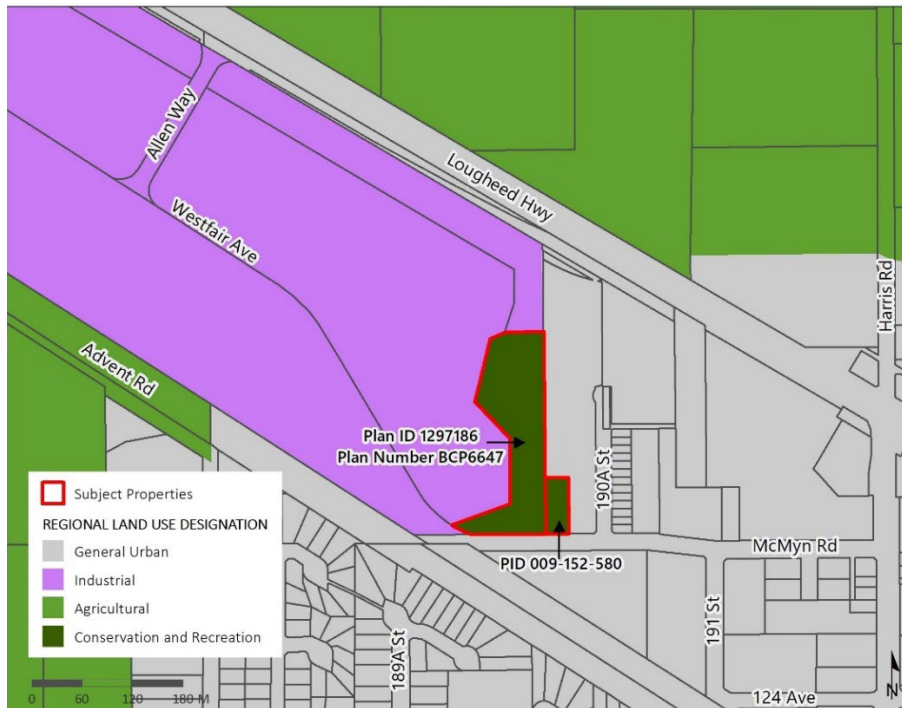 Allen Way
Lougheed Hwy
Westfair Ave
Harris Rd
Advent Rd
Plan ID 1297186
Plan Number BCP6647
190A St
Subject Properties
REGIONAL LAND USE DESIGNATION
General Urban
Industrial
Agricultural
Conservation and Recreation
McMyn Rd
PID 009-152-580
189A St
191 St
0 60 120 180 M
124 Ave
N